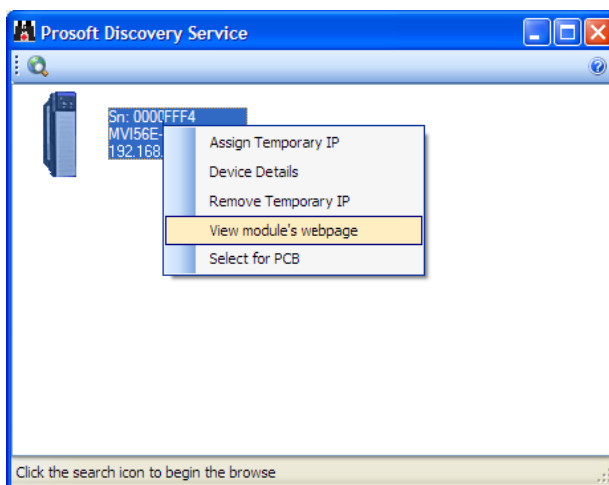 Prosoft Discovery Service
Sn: 0000FFF4
MVI56E-
192.168.
Assign Temporary IP
Device Details
Remove Temporary IP
View module's webpage
Select for PCB
Click the search icon to begin the browse